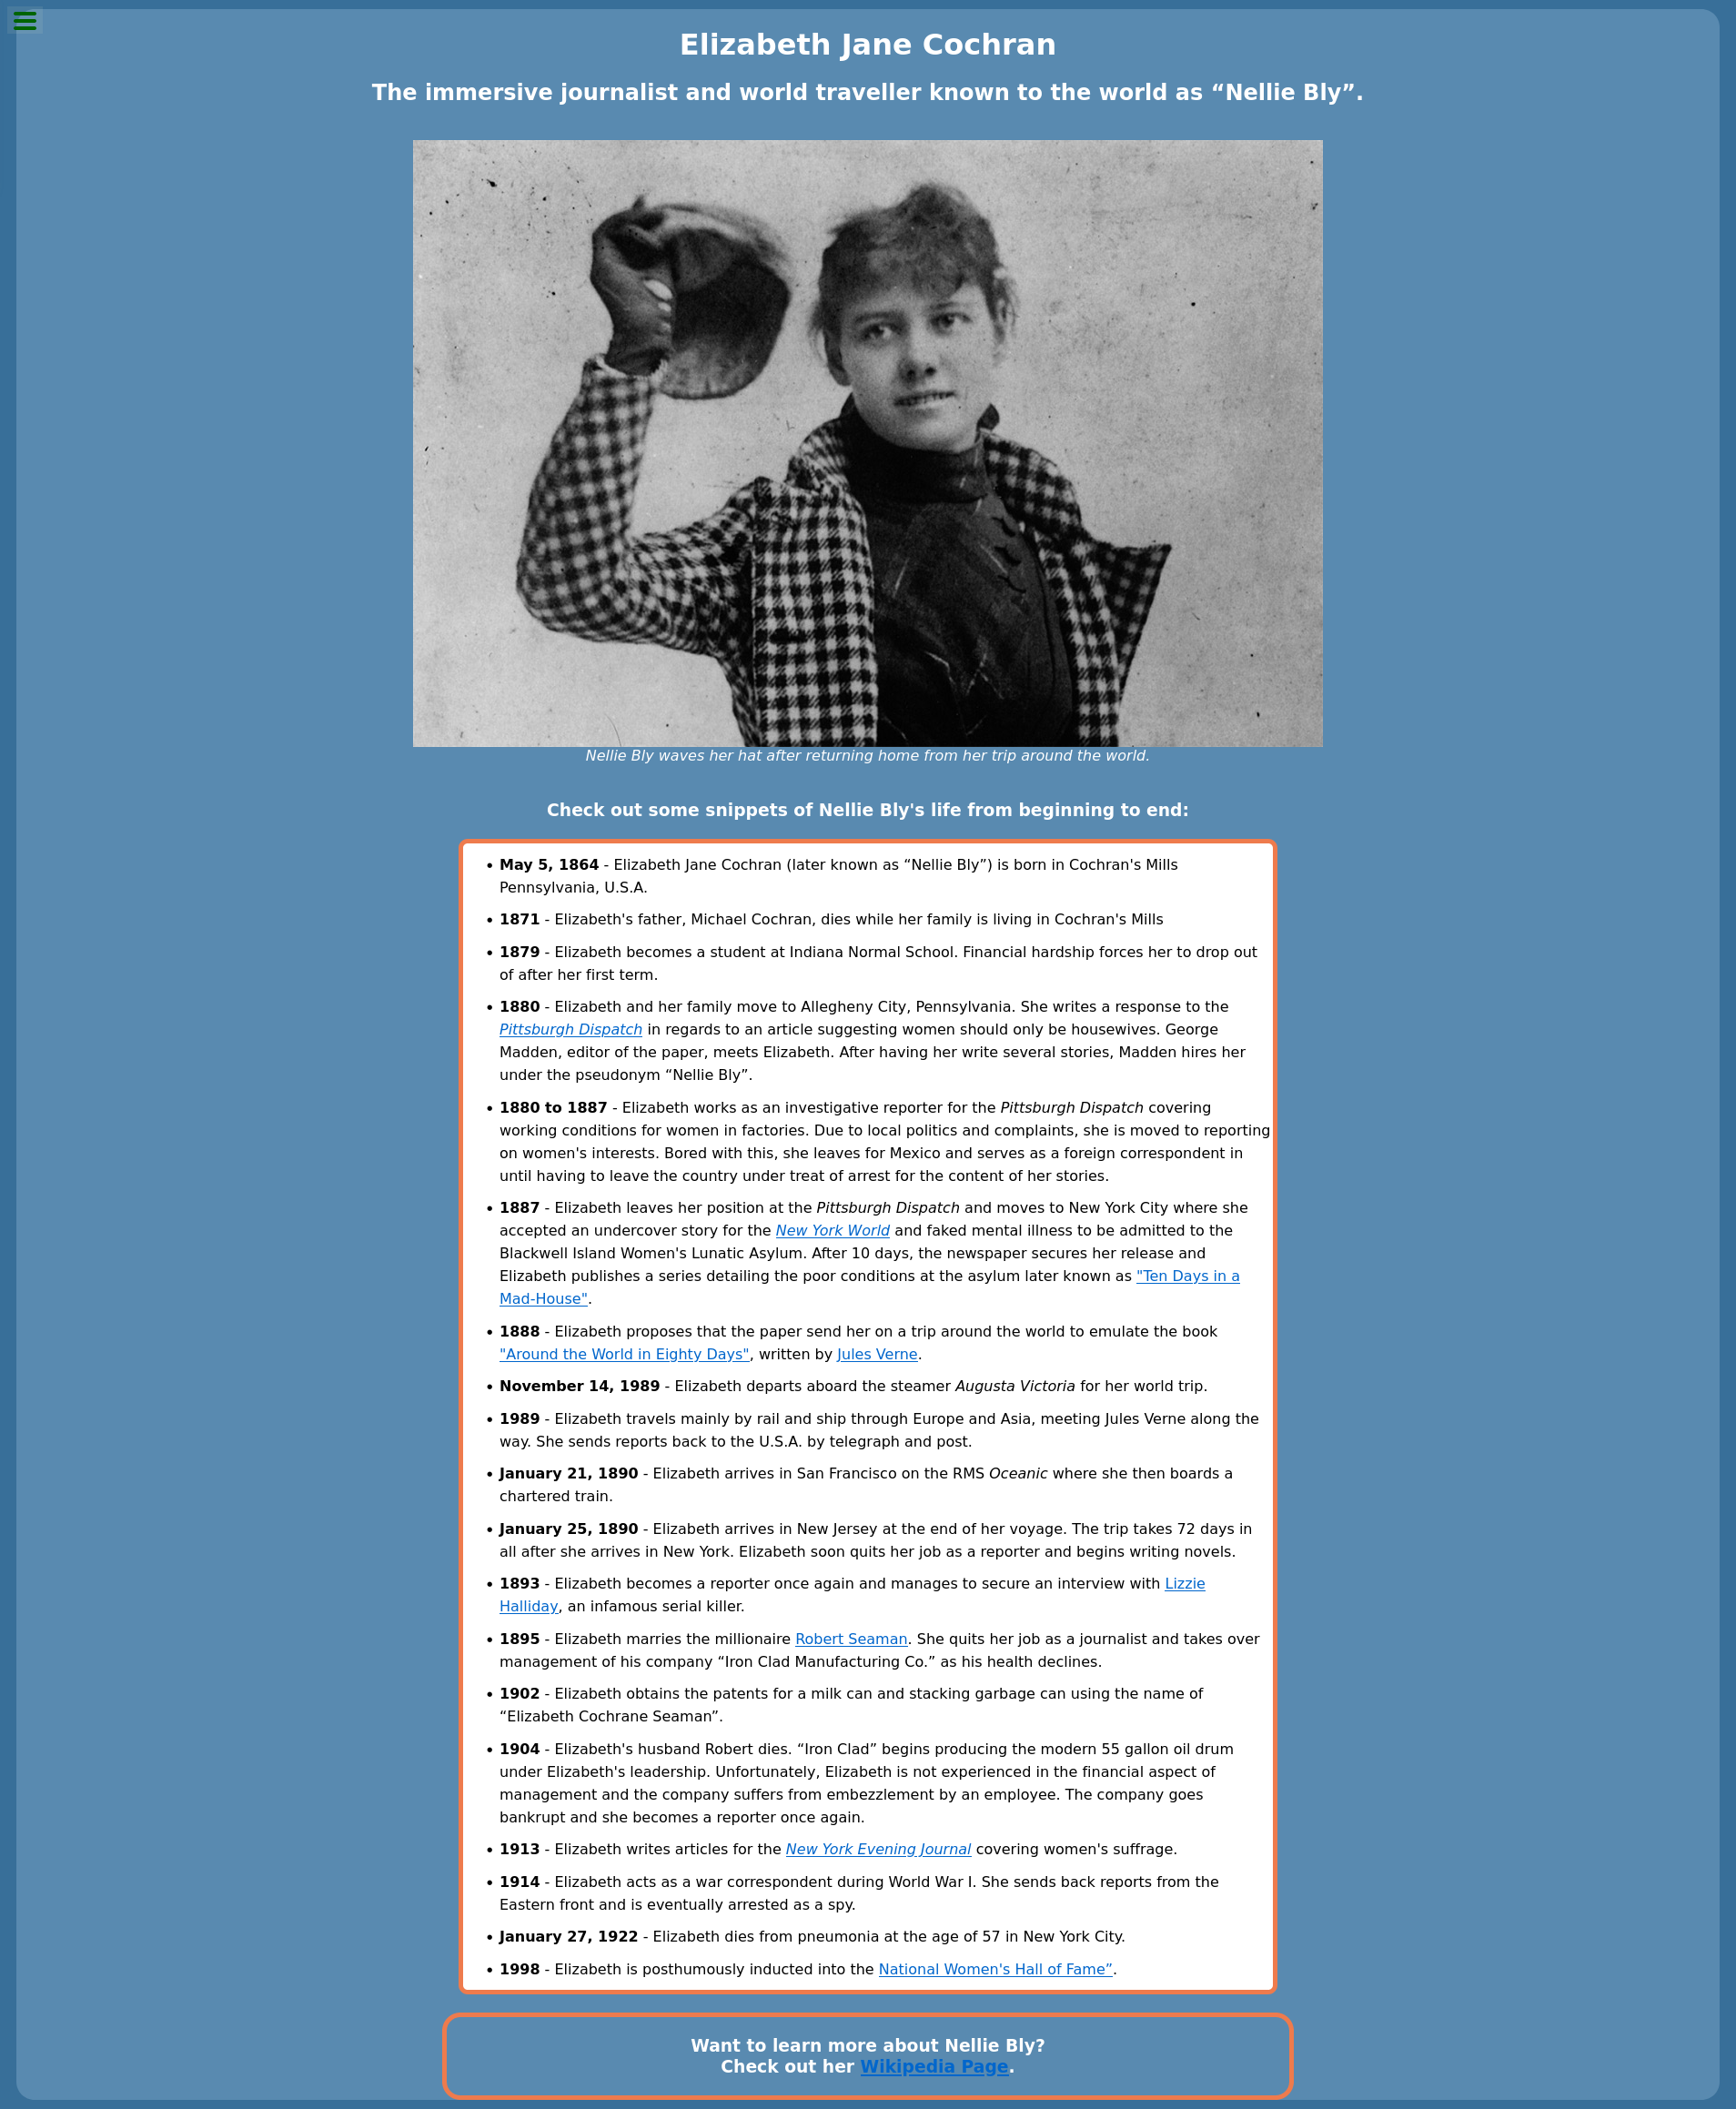 Elizabeth Jane Cochran
The immersive journalist and world traveller known to the world as “Nellie Bly”.
Nellie Bly waves her hat after returning home from her trip around the world.
Check out some snippets of Nellie Bly's life from beginning to end:
• May 5, 1864 - Elizabeth Jane Cochran (later known as “Nellie Bly”) is born in Cochran's Mills
Pennsylvania, U.S.A.
• 1871 - Elizabeth's father, Michael Cochran, dies while her family is living in Cochran's Mills
• 1879 - Elizabeth becomes a student at Indiana Normal School. Financial hardship forces her to drop out
of after her first term.
• 1880 - Elizabeth and her family move to Allegheny City, Pennsylvania. She writes a response to the
Pittsburgh Dispatch in regards to an article suggesting women should only be housewives. George
Madden, editor of the paper, meets Elizabeth. After having her write several stories, Madden hires her
under the pseudonym “Nellie Bly”.
• 1880 to 1887 - Elizabeth works as an investigative reporter for the Pittsburgh Dispatch covering
working conditions for women in factories. Due to local politics and complaints, she is moved to reporting
on women's interests. Bored with this, she leaves for Mexico and serves as a foreign correspondent in
until having to leave the country under treat of arrest for the content of her stories.
• 1887 - Elizabeth leaves her position at the Pittsburgh Dispatch and moves to New York City where she
accepted an undercover story for the New York World and faked mental illness to be admitted to the
Blackwell Island Women's Lunatic Asylum. After 10 days, the newspaper secures her release and
Elizabeth publishes a series detailing the poor conditions at the asylum later known as "Ten Days in a
Mad-House".
• 1888 - Elizabeth proposes that the paper send her on a trip around the world to emulate the book
"Around the World in Eighty Days", written by Jules Verne.
• November 14, 1989 - Elizabeth departs aboard the steamer Augusta Victoria for her world trip.
• 1989 - Elizabeth travels mainly by rail and ship through Europe and Asia, meeting Jules Verne along the
way. She sends reports back to the U.S.A. by telegraph and post.
• January 21, 1890 - Elizabeth arrives in San Francisco on the RMS Oceanic where she then boards a
chartered train.
• January 25, 1890 - Elizabeth arrives in New Jersey at the end of her voyage. The trip takes 72 days in
all after she arrives in New York. Elizabeth soon quits her job as a reporter and begins writing novels.
• 1893 - Elizabeth becomes a reporter once again and manages to secure an interview with Lizzie
Halliday, an infamous serial killer.
• 1895 - Elizabeth marries the millionaire Robert Seaman. She quits her job as a journalist and takes over
management of his company “Iron Clad Manufacturing Co.” as his health declines.
• 1902 - Elizabeth obtains the patents for a milk can and stacking garbage can using the name of
“Elizabeth Cochrane Seaman”.
• 1904 - Elizabeth's husband Robert dies. “Iron Clad” begins producing the modern 55 gallon oil drum
under Elizabeth's leadership. Unfortunately, Elizabeth is not experienced in the financial aspect of
management and the company suffers from embezzlement by an employee. The company goes
bankrupt and she becomes a reporter once again.
• 1913 - Elizabeth writes articles for the New York Evening Journal covering women's suffrage.
• 1914 - Elizabeth acts as a war correspondent during World War I. She sends back reports from the
Eastern front and is eventually arrested as a spy.
• January 27, 1922 - Elizabeth dies from pneumonia at the age of 57 in New York City.
• 1998 - Elizabeth is posthumously inducted into the National Women's Hall of Fame”.
Want to learn more about Nellie Bly?
Check out her Wikipedia Page.